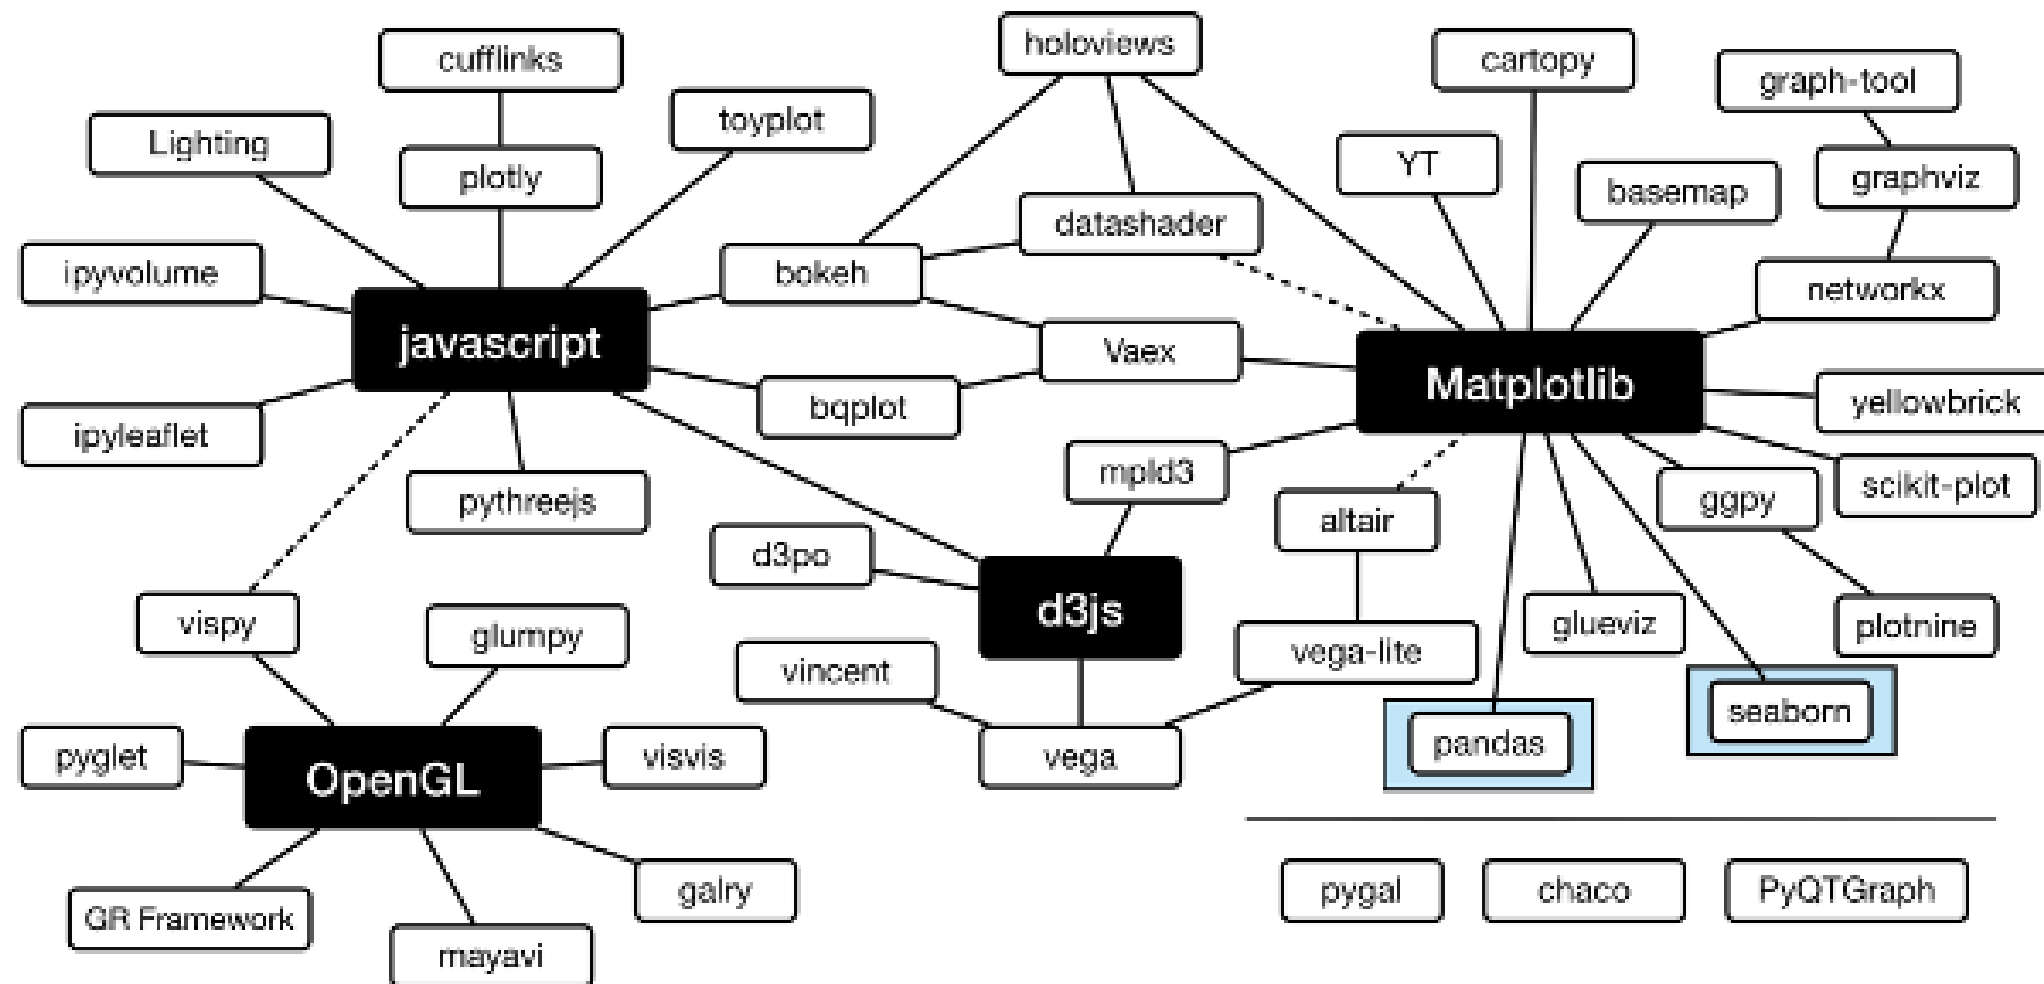 holoviews
cufflinks
cartopy
graph-tool
toyplot
Lighting
YT
plotly
graphviz
basemap
datashader
ipyvolume
bokeh
networkx
javascript
Vaex
Matplotlib
bqplot
yellowbrick
ipyleaflet
mpld3
scikit-plot
pythreejs
ggpy
altair
d3po
d3js
vispy
glumpy
glueviz
plotnine
vega-lite
vincent
seaborn
pandas
pyglet
visvis
vega
OpenGL
galry
pygal
chaco
PyQTGraph
GR Framework
mayavi